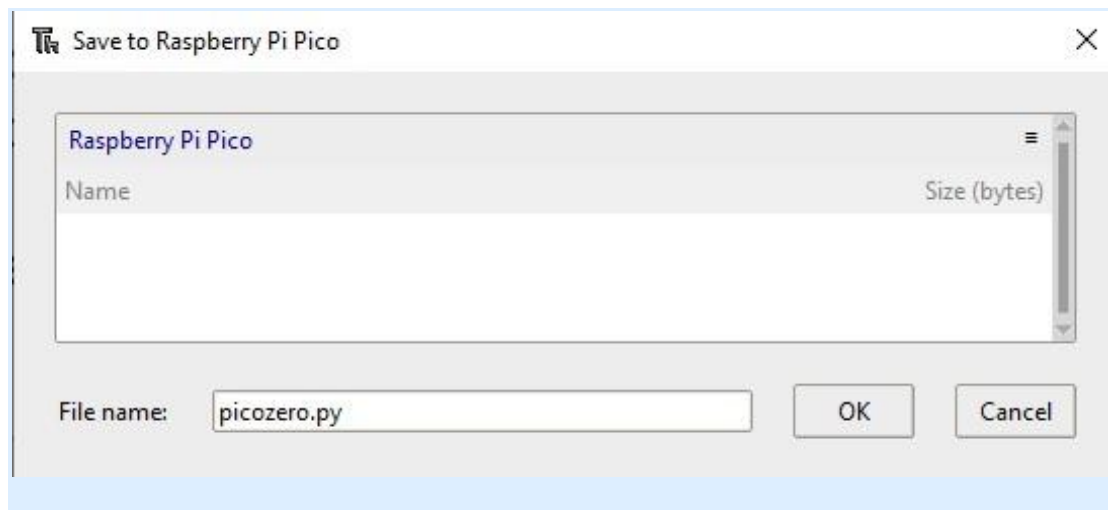 Save to Raspberry Pi Pico
Raspberry Pi Pico
Name Size (bytes)
File name: picozero.py OK Cancel